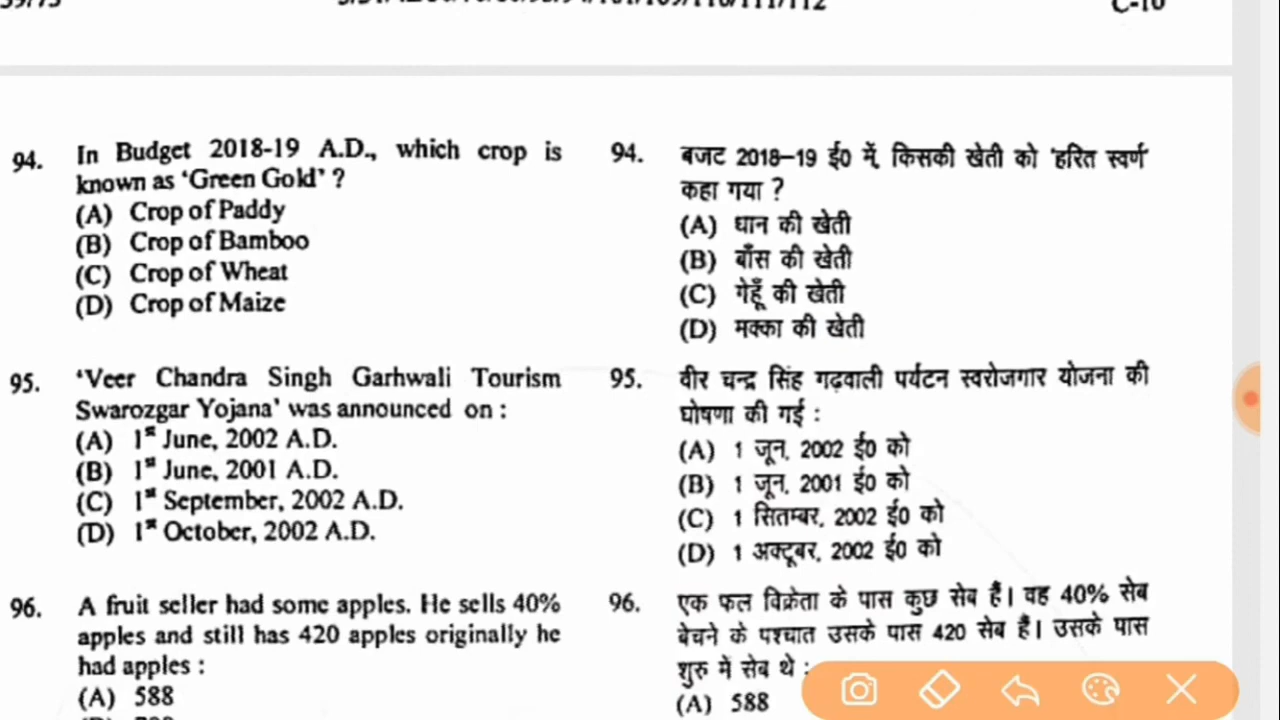 C-10
94. In Budget 2018-19 A.D., which crop is
known as ‘Green Gold’ ?
(A) Crop of Paddy
(B) Crop of Bamboo
(C) Crop of Wheat
(D) Crop of Maize
95. ‘Veer Chandra Singh Garhwali Tourism
Swarozgar Yojana’ was announced on :
(A) 1st June, 2002 A.D.
(B) 1st June, 2001 A.D.
(C) 1st September, 2002 A.D.
(D) 1st October, 2002 A.D.
96. A fruit seller had some apples. He sells 40%
apples and still has 420 apples originally he
had apples :
(A) 588
94. बजट 2018–19 ई0 में, किसकी खेती को 'हरित स्वर्ण'
कहा गया ?
(A) धान की खेती
(B) बाँस की खेती
(C) गेहूँ की खेती
(D) मक्का की खेती
95. वीर चन्द्र सिंह गढ़वाली पर्यटन स्वरोजगार योजना की
घोषणा की गई :
(A) 1 जून, 2002 ई0 को
(B) 1 जून, 2001 ई0 को
(C) 1 सितम्बर, 2002 ई0 को
(D) 1 अक्टूबर, 2002 ई0 को
96. एक फल विक्रेता के पास कुछ सेब हैं। वह 40% सेब
बेचने के पश्चात उसके पास 420 सेब हैं। उसके पास
शुरु में सेब थे :
(A) 588